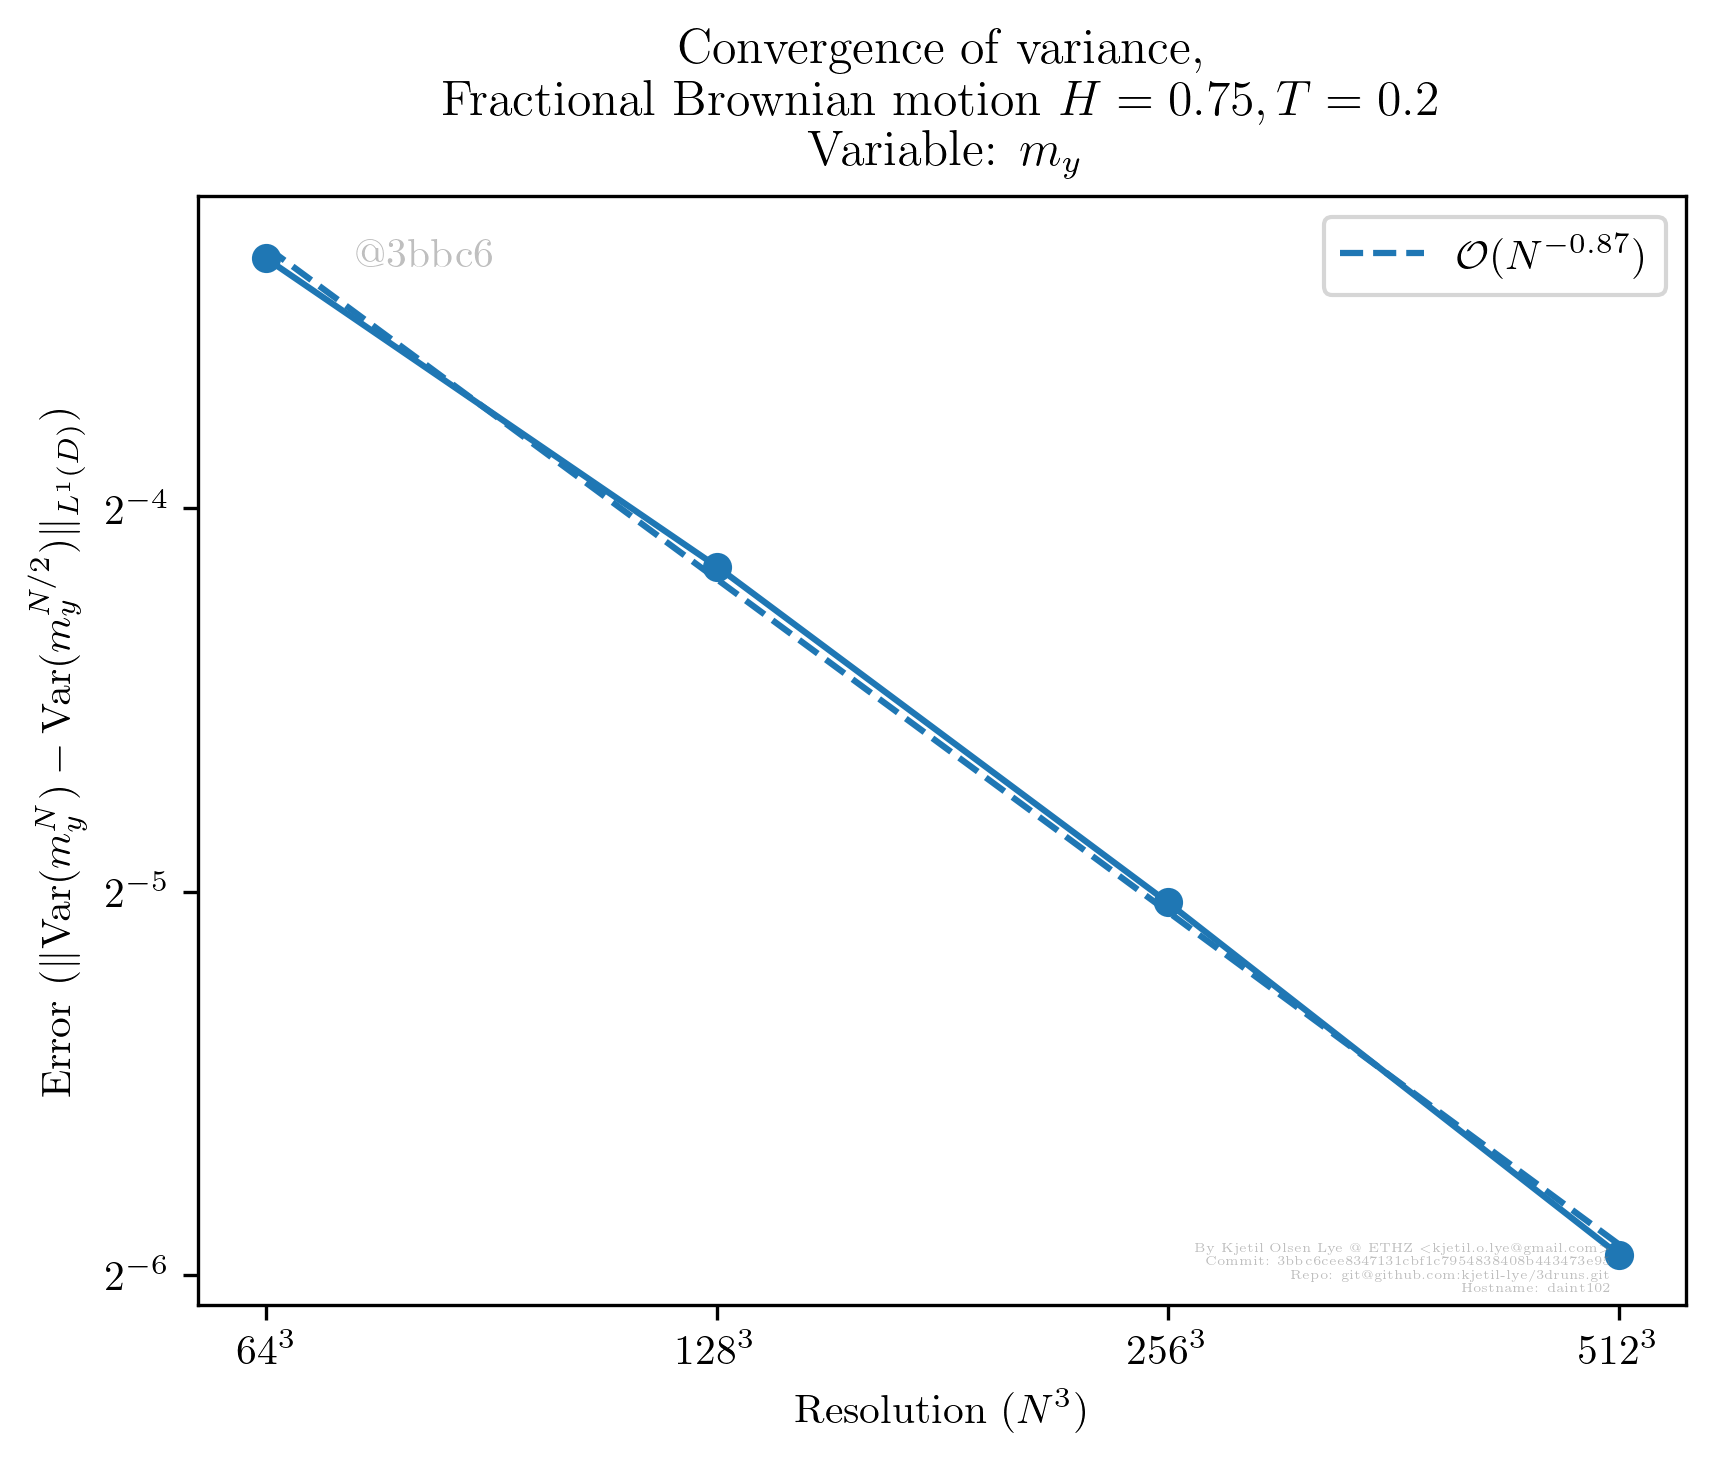 Convergence of variance,
Fractional Brownian motion H = 0.75, T = 0.2
Variable: m_y
@3bbc6
O(N^{-0.87})
Error (‖Var(m_y^N) − Var(m_y^{N/2})‖_{L^1(D)})
2^{-4}
2^{-5}
2^{-6}
By Kjetil Olsen Lye @ ETHZ <kjetil.o.lye@gmail.com
Commit:
Repo: git@github.com:kjetil-lye/3druns.git
Hostname: daint102
64^3 128^3 256^3 512^3
Resolution (N^3)